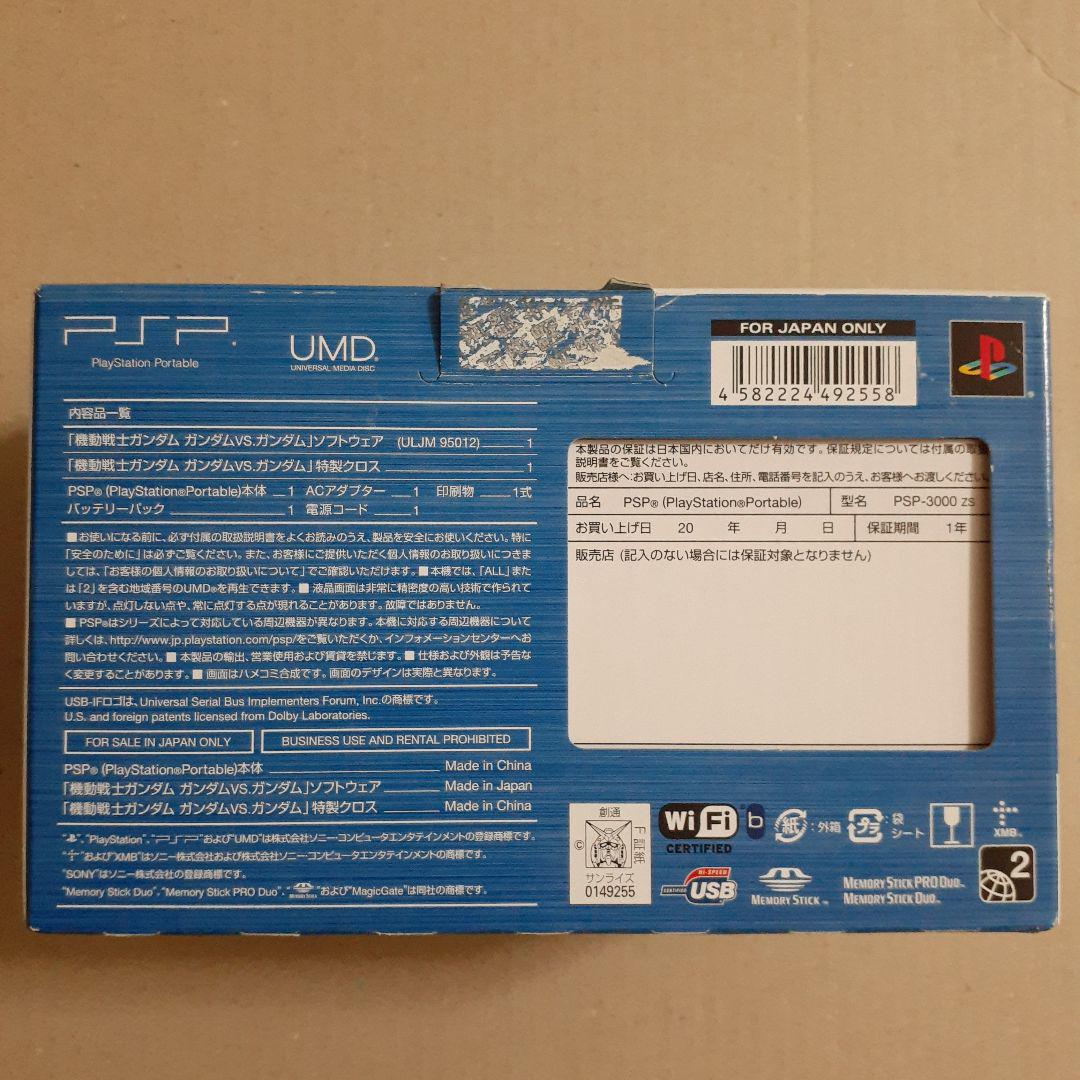 PSP®
PlayStation Portable
UMD®
UNIVERSAL MEDIA DISC
内容品一覧
「機動戦士ガンダム ガンダムVS.ガンダム」ソフトウェア (ULJM 95012) 1
「機動戦士ガンダム ガンダムVS.ガンダム」特製クロス 1
PSP® (PlayStation®Portable)本体 1 ACアダプター 1 印刷物 1式
バッテリーパック 1 電源コード 1
■お使いになる前に、必ず付属の取扱説明書をよくお読みのうえ、製品を安全にお使いください。特に
「安全のために」は必ずご覧ください。また、お客様にご提供いただく個人情報のお取り扱いにつきま
しては、「お客様の個人情報のお取り扱いについて」でご確認いただけます。■本機では、「ALL」また
は「2」を含む地域番号のUMD®を再生できます。■液晶画面は非常に精密度の高い技術で作られて
いますが、点灯しない点や、常に点灯する点が現れることがあります。故障ではありません。
■PSP®はシリーズによって対応している周辺機器が異なります。本機に対応する周辺機器について
詳しくは、http://www.jp.playstation.com/psp/をご覧いただくか、インフォメーションセンターへお
問い合わせください。■本製品の輸出、営業使用および賃貸を禁じます。■仕様および外観は予告な
く変更することがあります。■画面はハメコミ合成です。画面のデザインは実際と異なります。
USB-IFロゴは、Universal Serial Bus Implementers Forum, Inc.の商標です。
U.S. and foreign patents licensed from Dolby Laboratories.
FOR SALE IN JAPAN ONLY
BUSINESS USE AND RENTAL PROHIBITED
PSP® (PlayStation®Portable)本体 Made in China
「機動戦士ガンダム ガンダムVS.ガンダム」ソフトウェア Made in Japan
「機動戦士ガンダム ガンダムVS.ガンダム」特製クロス Made in China
"", "PlayStation", "PSP"および"UMD"は株式会社ソニー・コンピュータエンタテインメントの登録商標です。
""および"XMB"はソニー株式会社および株式会社ソニー・コンピュータエンタテインメントの商標です。
"SONY"はソニー株式会社の登録商標です。
"Memory Stick Duo", "Memory Stick PRO Duo", "" および"MagicGate"は同社の商標です。
FOR JAPAN ONLY
4 582224 492558
本製品の保証は日本国内においてだけ有効です。保証規定については付属の取扱
説明書をご覧ください。
販売店様へ:お買い上げ日、店名、住所、電話番号を記入のうえ、お客様へお渡しください。
品名 PSP® (PlayStation®Portable) 型名 PSP-3000 ZS
お買い上げ日 20 年 月 日 保証期間 1年
販売店 (記入のない場合には保証対象となりません)
創通
© F 証紙
サンライズ
0149255
Wi Fi
CERTIFIED
b
紙 :外箱
プラ :袋
シート
XMB™
CERTIFIED
HI-SPEED
USB
MEMORY STICK™
MEMORY STICK PRO DUO™
MEMORY STICK DUO™
2